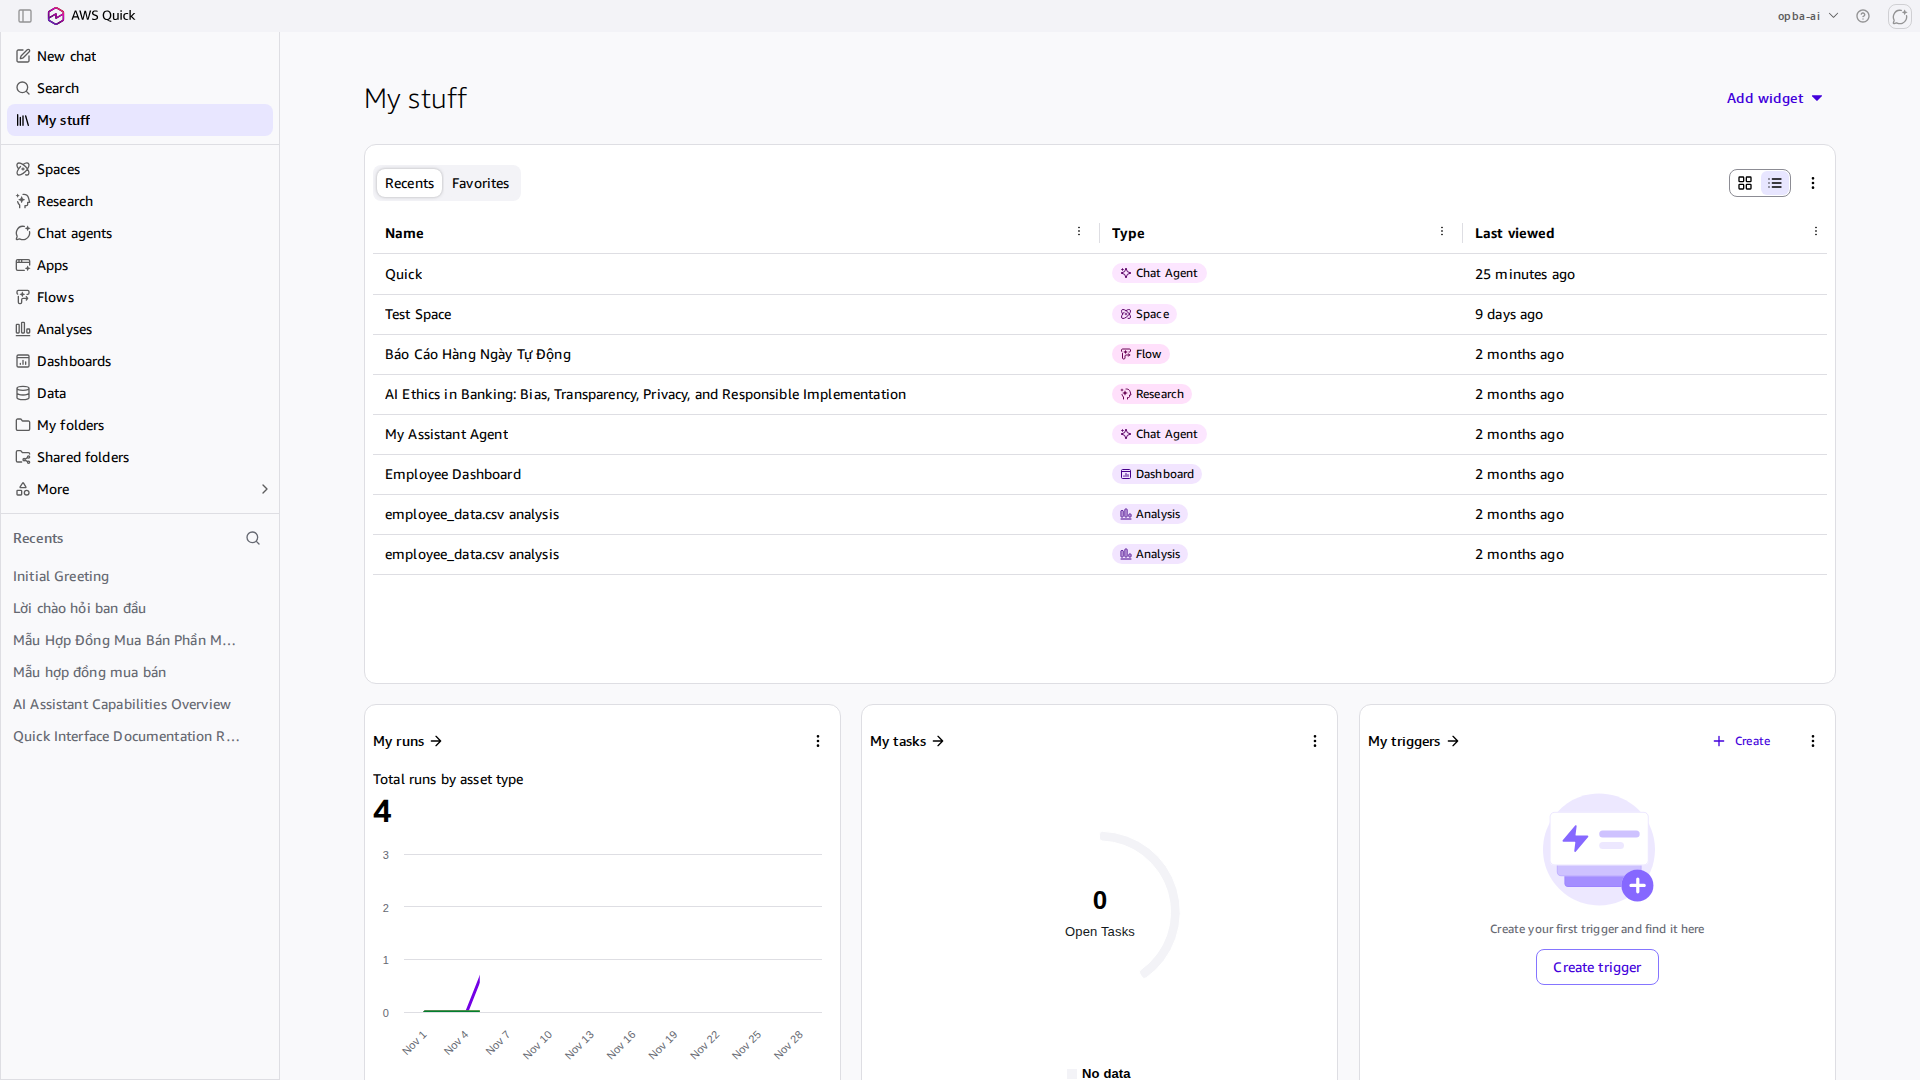 AWS Quick
opba-ai
New chat
Search
My stuff
Spaces
Research
Chat agents
Apps
Flows
Analyses
Dashboards
Data
My folders
Shared folders
More
Recents
Initial Greeting
Lời chào hỏi ban đầu
Mẫu Hợp Đồng Mua Bán Phần M...
Mẫu hợp đồng mua bán
AI Assistant Capabilities Overview
Quick Interface Documentation R...
My stuff
Add widget
Recents Favorites
Name Type Last viewed
Quick Chat Agent 25 minutes ago
Test Space Space 9 days ago
Báo Cáo Hàng Ngày Tự Động Flow 2 months ago
AI Ethics in Banking: Bias, Transparency, Privacy, and Responsible Implementation Research 2 months ago
My Assistant Agent Chat Agent 2 months ago
Employee Dashboard Dashboard 2 months ago
employee_data.csv analysis Analysis 2 months ago
employee_data.csv analysis Analysis 2 months ago
My runs
Total runs by asset type
4
3
2
1
0
Nov 1 Nov 4 Nov 7 Nov 10 Nov 13 Nov 16 Nov 19 Nov 22 Nov 25 Nov 28
My tasks
0
Open Tasks
No data
My triggers
Create
Create your first trigger and find it here
Create trigger